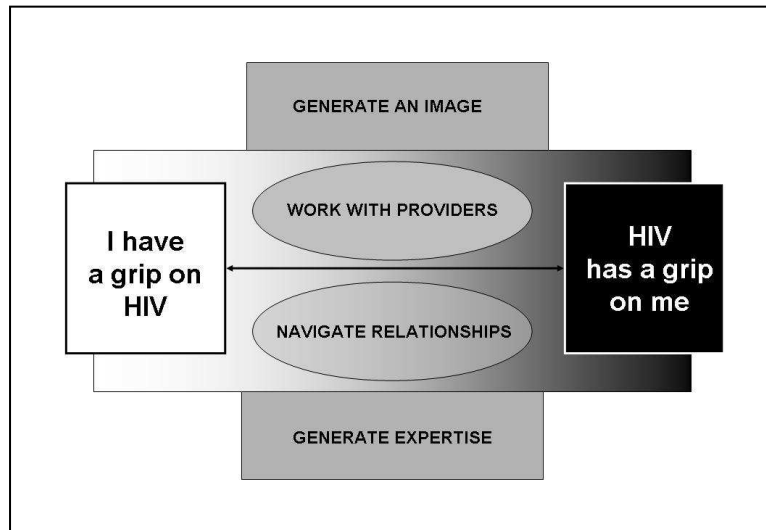 GENERATE AN IMAGE
WORK WITH PROVIDERS
I have
a grip on
HIV
HIV
has a grip
on me
NAVIGATE RELATIONSHIPS
GENERATE EXPERTISE